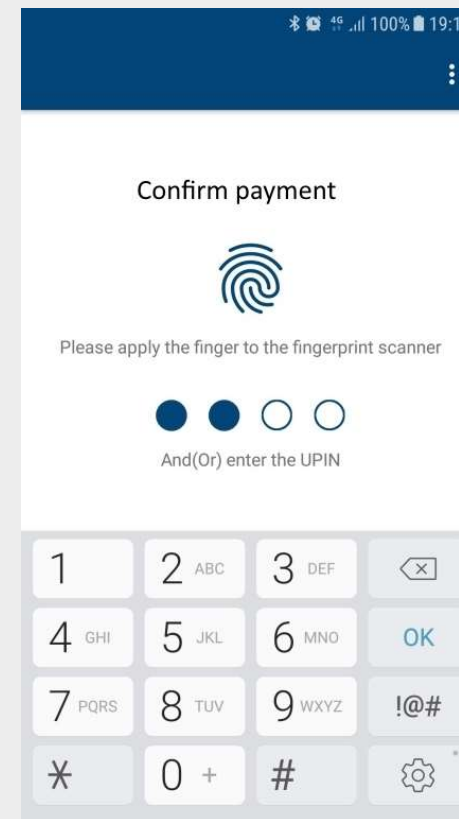 4G 100% 19:1
Confirm payment
Please apply the finger to the fingerprint scanner
And(Or) enter the UPIN
1 2 ABC 3 DEF
4 GHI 5 JKL 6 MNO OK
7 PQRS 8 TUV 9 WXYZ !@#
* 0 + #